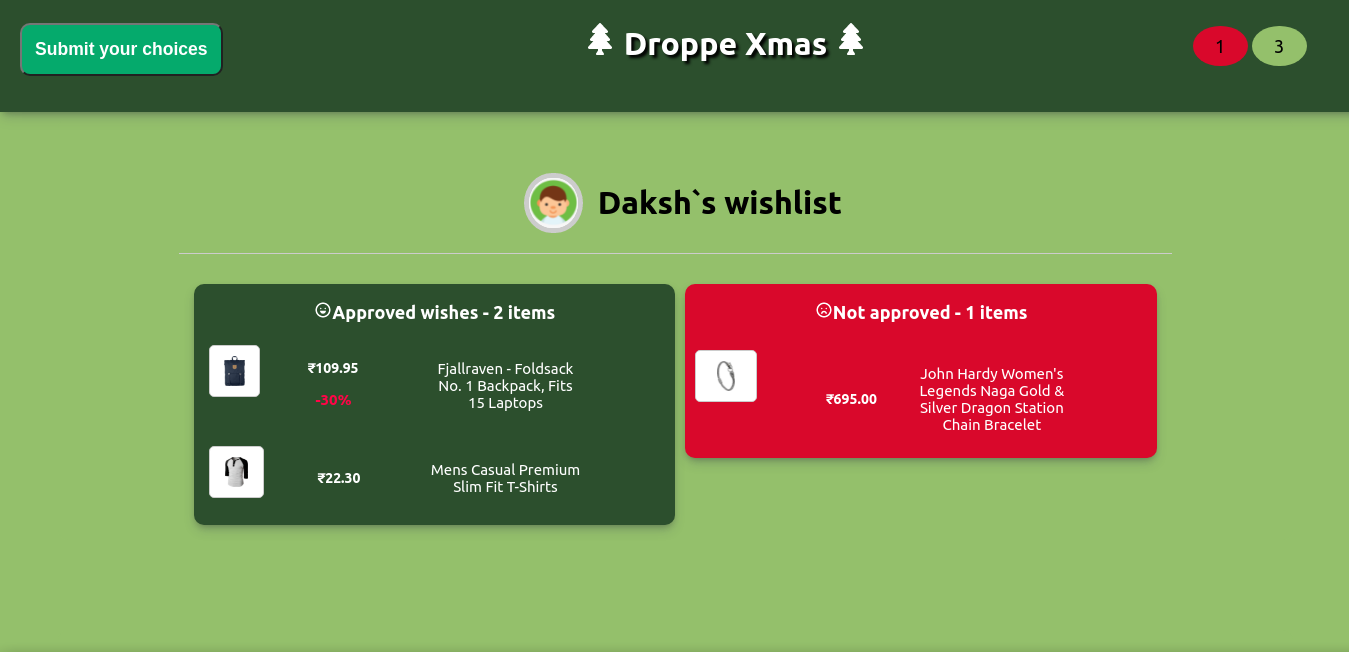 Submit your choices
Droppe Xmas
1
3
Daksh`s wishlist
Approved wishes - 2 items
₹109.95
-30%
Fjallraven - Foldsack
No. 1 Backpack, Fits
15 Laptops
₹22.30
Mens Casual Premium
Slim Fit T-Shirts
Not approved - 1 items
₹695.00
John Hardy Women's
Legends Naga Gold &
Silver Dragon Station
Chain Bracelet